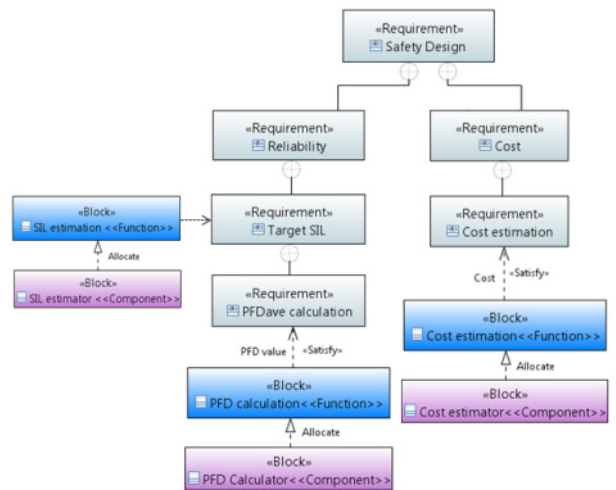 «Requirement»
Safety Design
«Requirement»
Reliability
«Requirement»
Cost
«Block»
SIL estimation <<Function>>
«Requirement»
Target SIL
«Requirement»
Cost estimation
Allocate
«Block»
SIL estimator <<Component>>
«Requirement»
PFDave calculation
Cost
«Satisfy»
PFD value
«Satisfy»
«Block»
Cost estimation<<Function>>
«Block»
PFD calculation<<Function>>
Allocate
«Block»
Cost estimator<<Component>>
Allocate
«Block»
PFD Calculator<<Component>>